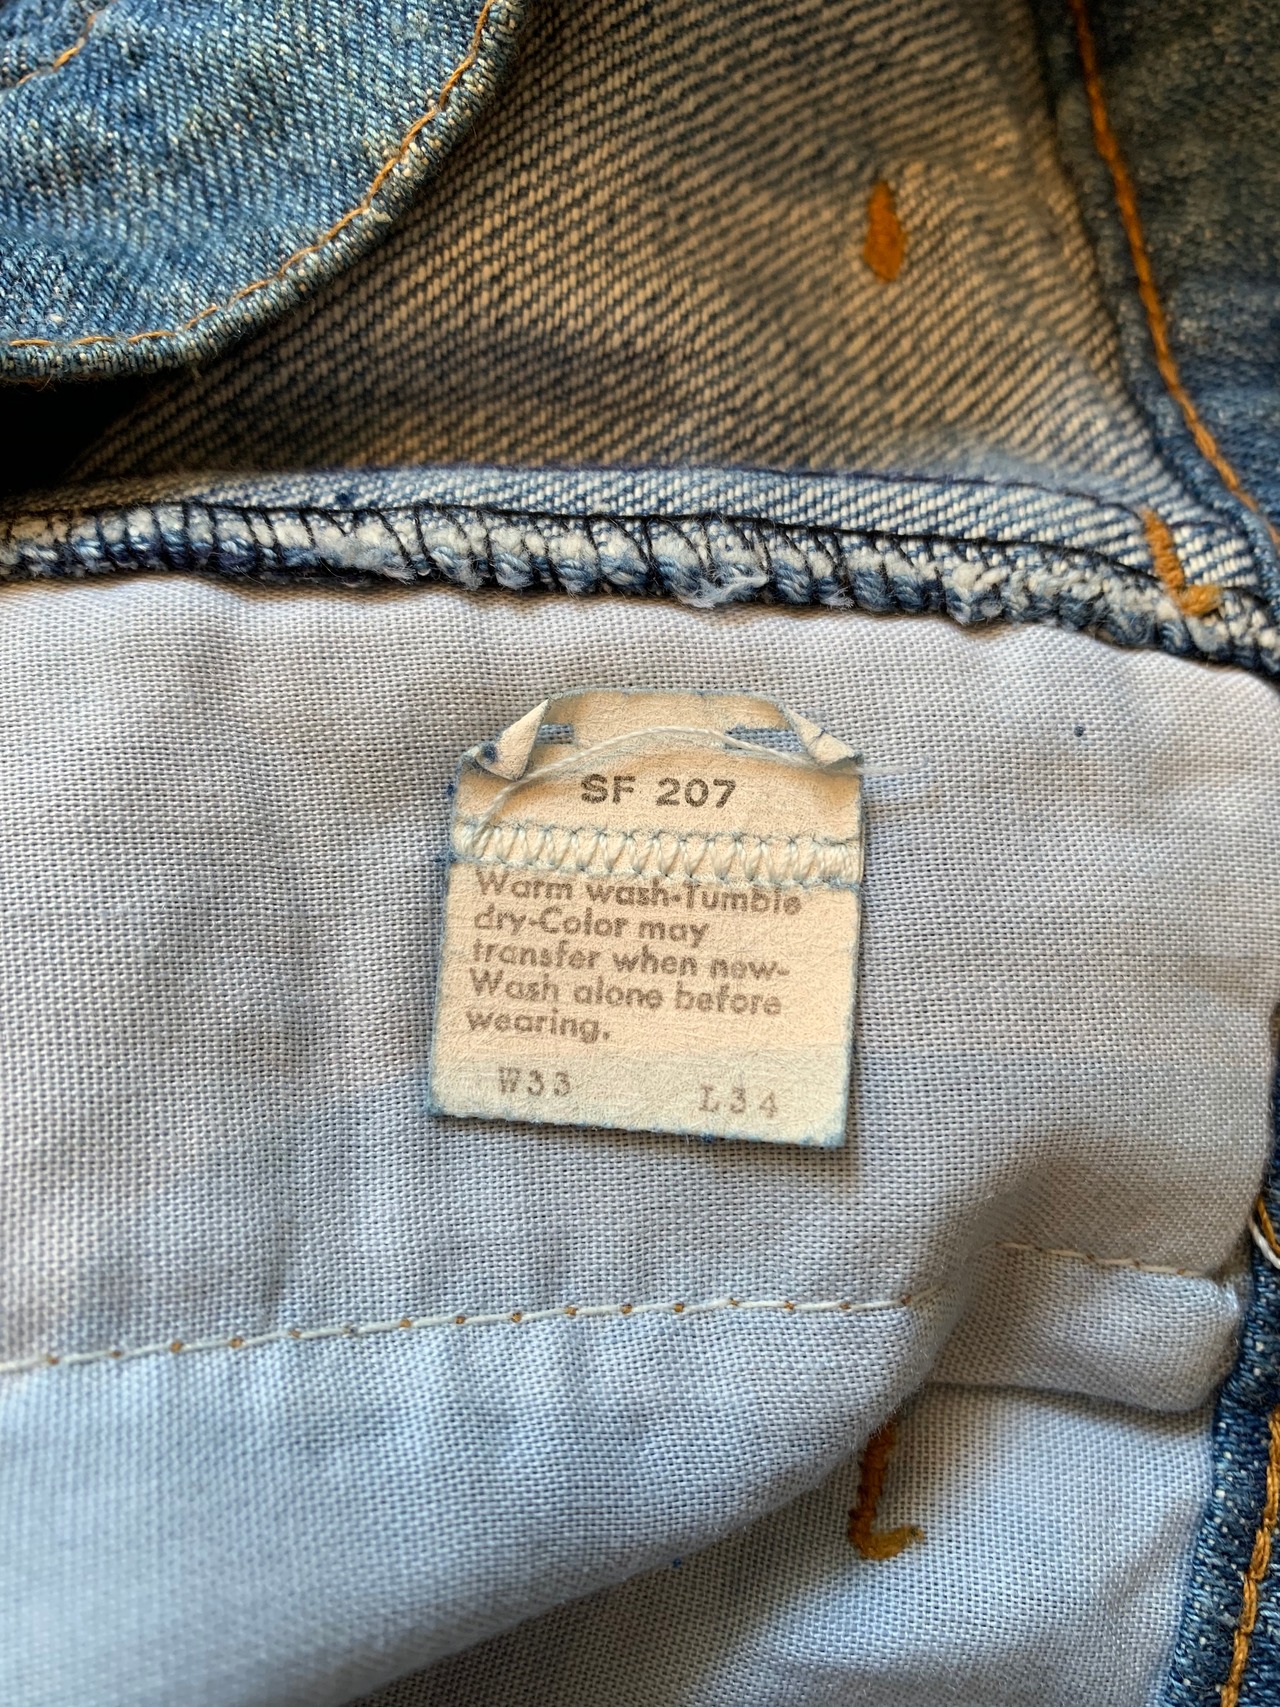 SF 207
Warm wash-Tumble
dry-Color may
transfer when new-
Wash alone before
wearing.
W33 L34